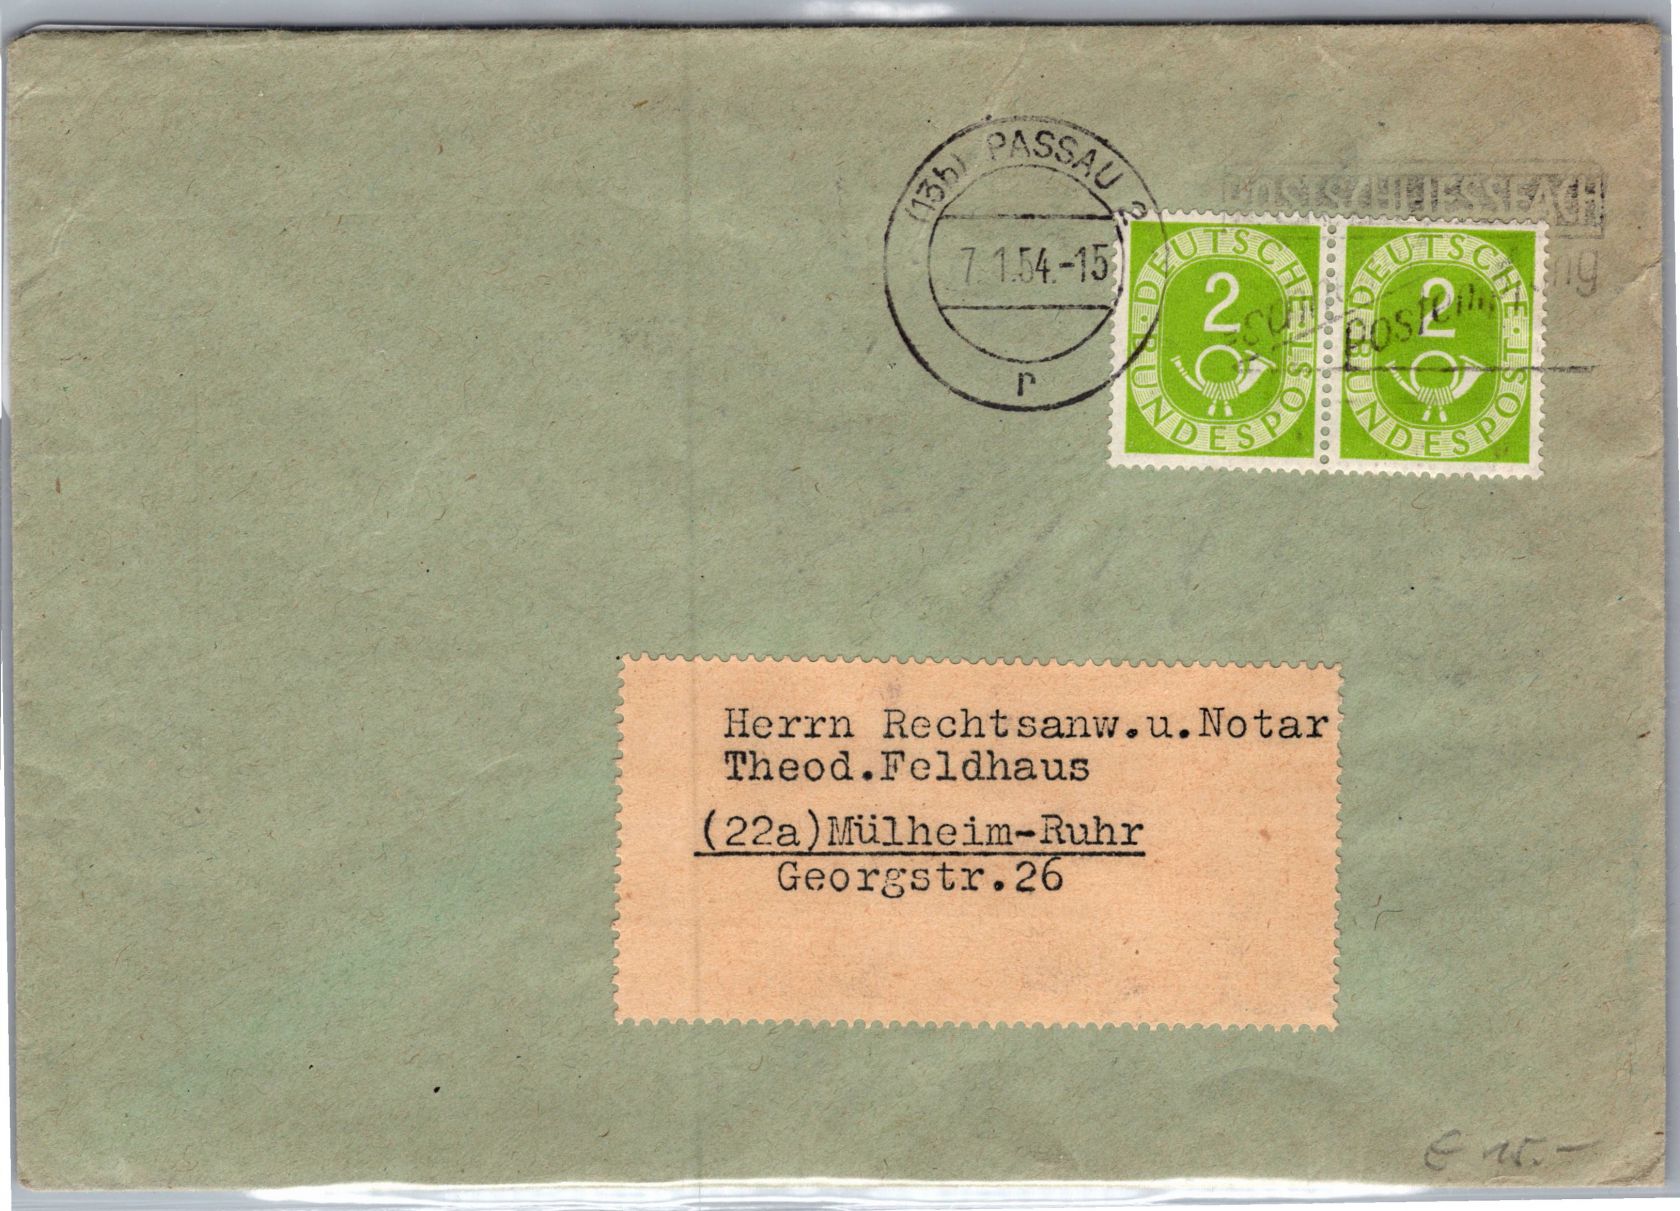 (13b) PASSAU 2
7.1.54.-15
r
POSTSCHLIESSFACH
DEUTSCHE BUNDESPOST
2
DEUTSCHE BUNDESPOST
2
Herrn Rechtsanw.u.Notar
Theod.Feldhaus
(22a)Mülheim-Ruhr
Georgstr.26
€ 15.-